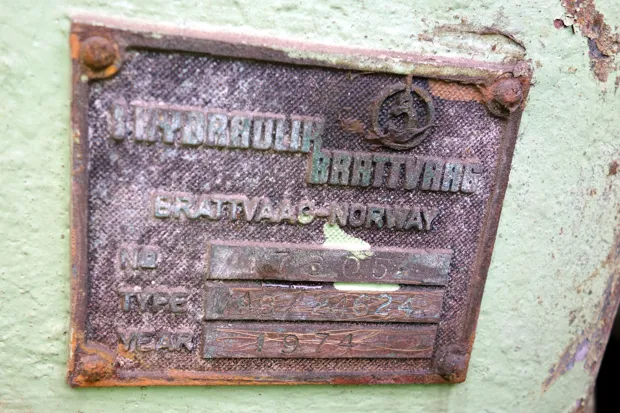 HYDRAULIK
BRATTVAAG
BRATTVAAG-NORWAY
NO
TYPE
YEAR 1974